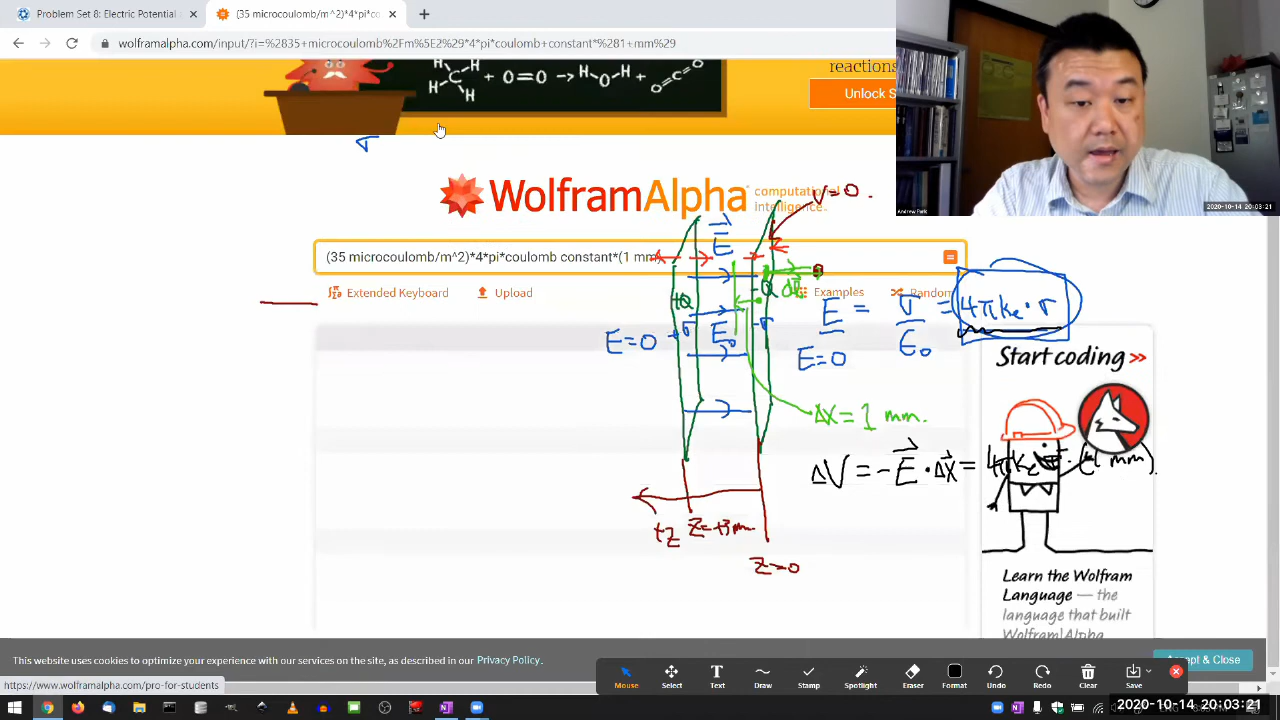 Problem Set 8: Electric Potential
(35 microcoulomb/m^2)*4*pi*co
wolframalpha.com/input/?i=%2835+microcoulomb%2Fm%5E2%29*4*pi*coulomb+constant*%281+mm%29
reactions
Unlock S
σ
WolframAlpha computational intelligence.
V=0.
(35 microcoulomb/m^2)*4*pi*coulomb constant*(1 mm)
E
Extended Keyboard
Upload
Examples
Random
+Q
-Q
E = σ/ε₀ = 4πkₑ·σ
E=0
+σ
E₀
-σ
E=0
Start coding >>
Δx = 1 mm.
ΔV = -E·Δx = 4πkₑσ·(1 mm).
+z
z=+3mm
z=0
Learn the Wolfram
Language — the
language that built
Wolfram|Alpha
This website uses cookies to optimize your experience with our services on the site, as described in our Privacy Policy.
Accept & Close
https://www.wolframalpha.com/pro-for-students
Mouse
Select
Text
Draw
Stamp
Spotlight
Eraser
Format
Undo
Redo
Clear
Save
2020-10-14 20:03:21
2020-10-14 20:03:21